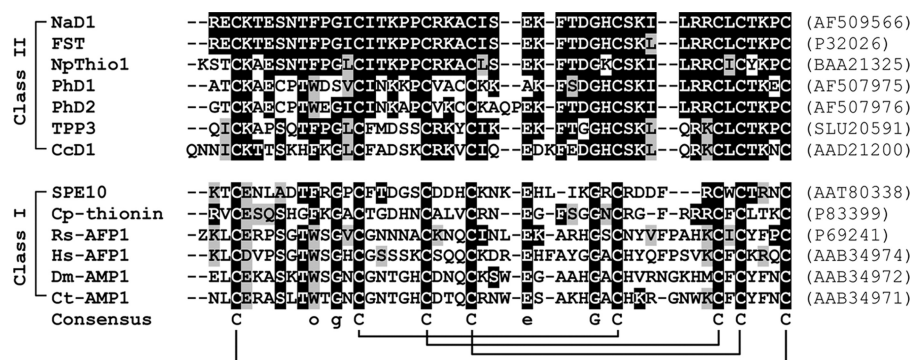 Class II
NaD1 --RECKTESNTFPGICITKPPCRKACIS--EK-FTDGHCSKI--LRRCLCTKPC (AF509566)
FST --RECKTESNTFPGICITKPPCRKACIS--EK-FTDGHCSKL--LRRCLCTKPC (P32026)
NpThio1 -KSTCKAESNTFPGLCITKPPCRKACLS--EK-FTDGKCSKI--LRRCICYKPC (BAA21325)
PhD1 --ATCKAECPTWDSVCINKKPCVACCKK--AK-FSDGHCSKI--LRRCLCTKEC (AF507975)
PhD2 --GTCKAECPTWEGICINKAPCVKCCKAQPEK-FTDGHCSKI--LRRCLCTKPC (AF507976)
TPP3 --QICKAPSQTFPGLCFMDSSCRKYCIK--EK-FTGGHCSKL--QRKCLCTKPC (SLU20591)
CcD1 QNNICKTTSKHFKGLCFADSKCRKVCIQ--EDKFEDGHCSKL--QRKCLCTKNC (AAD21200)
Class I
SPE10 --KTCENLADTFRGPCFTDGSCDDHCKNK-EHL-IKGRCRDDF---RCWCTRNC (AAT80338)
Cp-thionin --RVCESQSHGFKGACTGDHNCALVCRN--EG-FSGGNCRG-F-RRRCFCLTKC (P83399)
Rs-AFP1 -ZKLCERPSGTWSGVCGNNNACKNQCINL-EK-ARHGSCNYVFPAHKCICYFPC (P69241)
Hs-AFP1 --KLCDVPSGTWSGHCGSSSKCSQQCKDR-EHFAYGGACHYQFPSVKCFCKRQC (AAB34974)
Dm-AMP1 --ELCEKASKTWSGNCGNTGHCDNQCKSW-EG-AAHGACHVRNGKHMCFCYFNC (AAB34972)
Ct-AMP1 --NLCERASLTWTGNCGNTGHCDTQCRNW-ES-AKHGACHKR-GNWKCFCYFNC (AAB34971)
Consensus C o g C C C e G C C C C